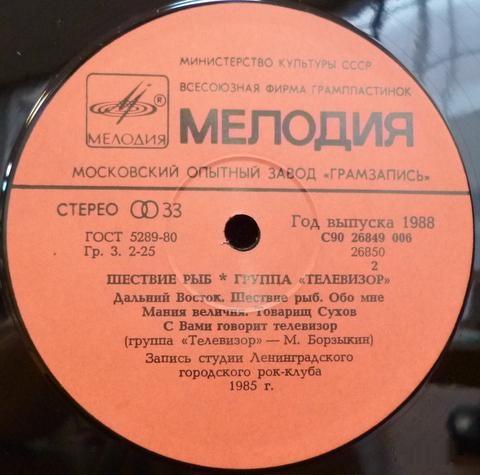 МИНИСТЕРСТВО КУЛЬТУРЫ СССР
ВСЕСОЮЗНАЯ ФИРМА ГРАМПЛАСТИНОК
® МЕЛОДИЯ
МЕЛОДИЯ
МОСКОВСКИЙ ОПЫТНЫЙ ЗАВОД «ГРАМЗАПИСЬ»
СТЕРЕО 33
Год выпуска 1988
ГОСТ 5289-80
С90 26849 006
Гр. 3. 2-25
26850
2
ШЕСТВИЕ РЫБ * ГРУППА «ТЕЛЕВИЗОР»
Дальний Восток. Шествие рыб. Обо мне
Мания величия. Товарищ Сухов
С Вами говорит телевизор
(группа «Телевизор» — М. Борзыкин)
Запись студии Ленинградского
городского рок-клуба
1985 г.